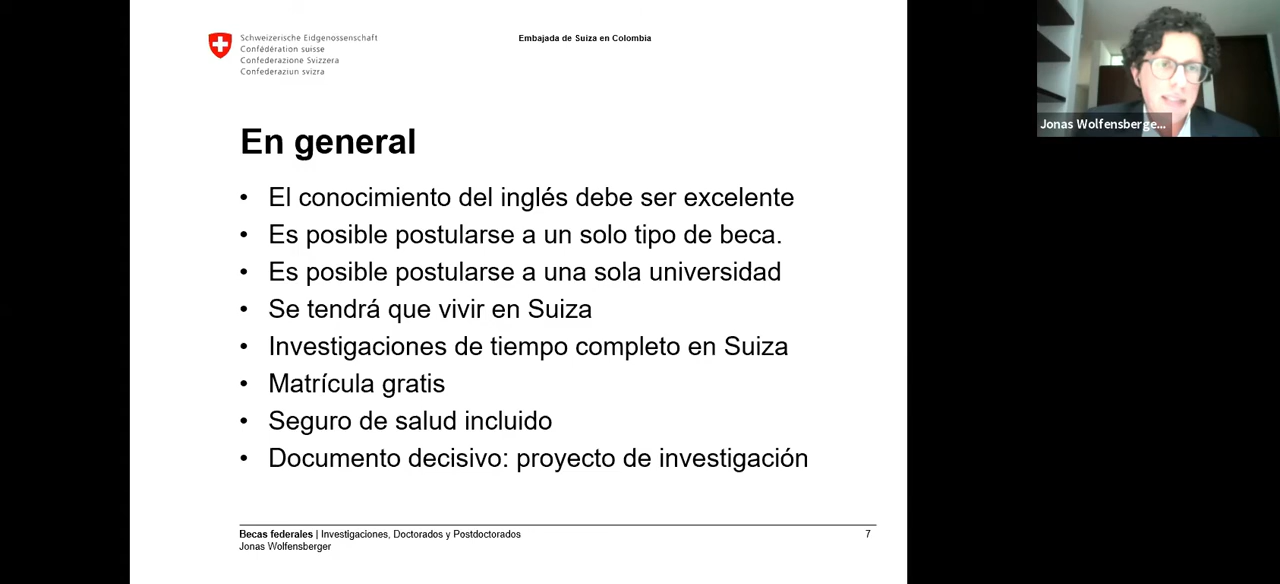 Schweizerische Eidgenossenschaft
Confédération suisse
Confederazione Svizzera
Confederaziun svizra
Embajada de Suiza en Colombia
Jonas Wolfensberge...
En general
• El conocimiento del inglés debe ser excelente
• Es posible postularse a un solo tipo de beca.
• Es posible postularse a una sola universidad
• Se tendrá que vivir en Suiza
• Investigaciones de tiempo completo en Suiza
• Matrícula gratis
• Seguro de salud incluido
• Documento decisivo: proyecto de investigación
Becas federales | Investigaciones, Doctorados y Postdoctorados
Jonas Wolfensberger
7